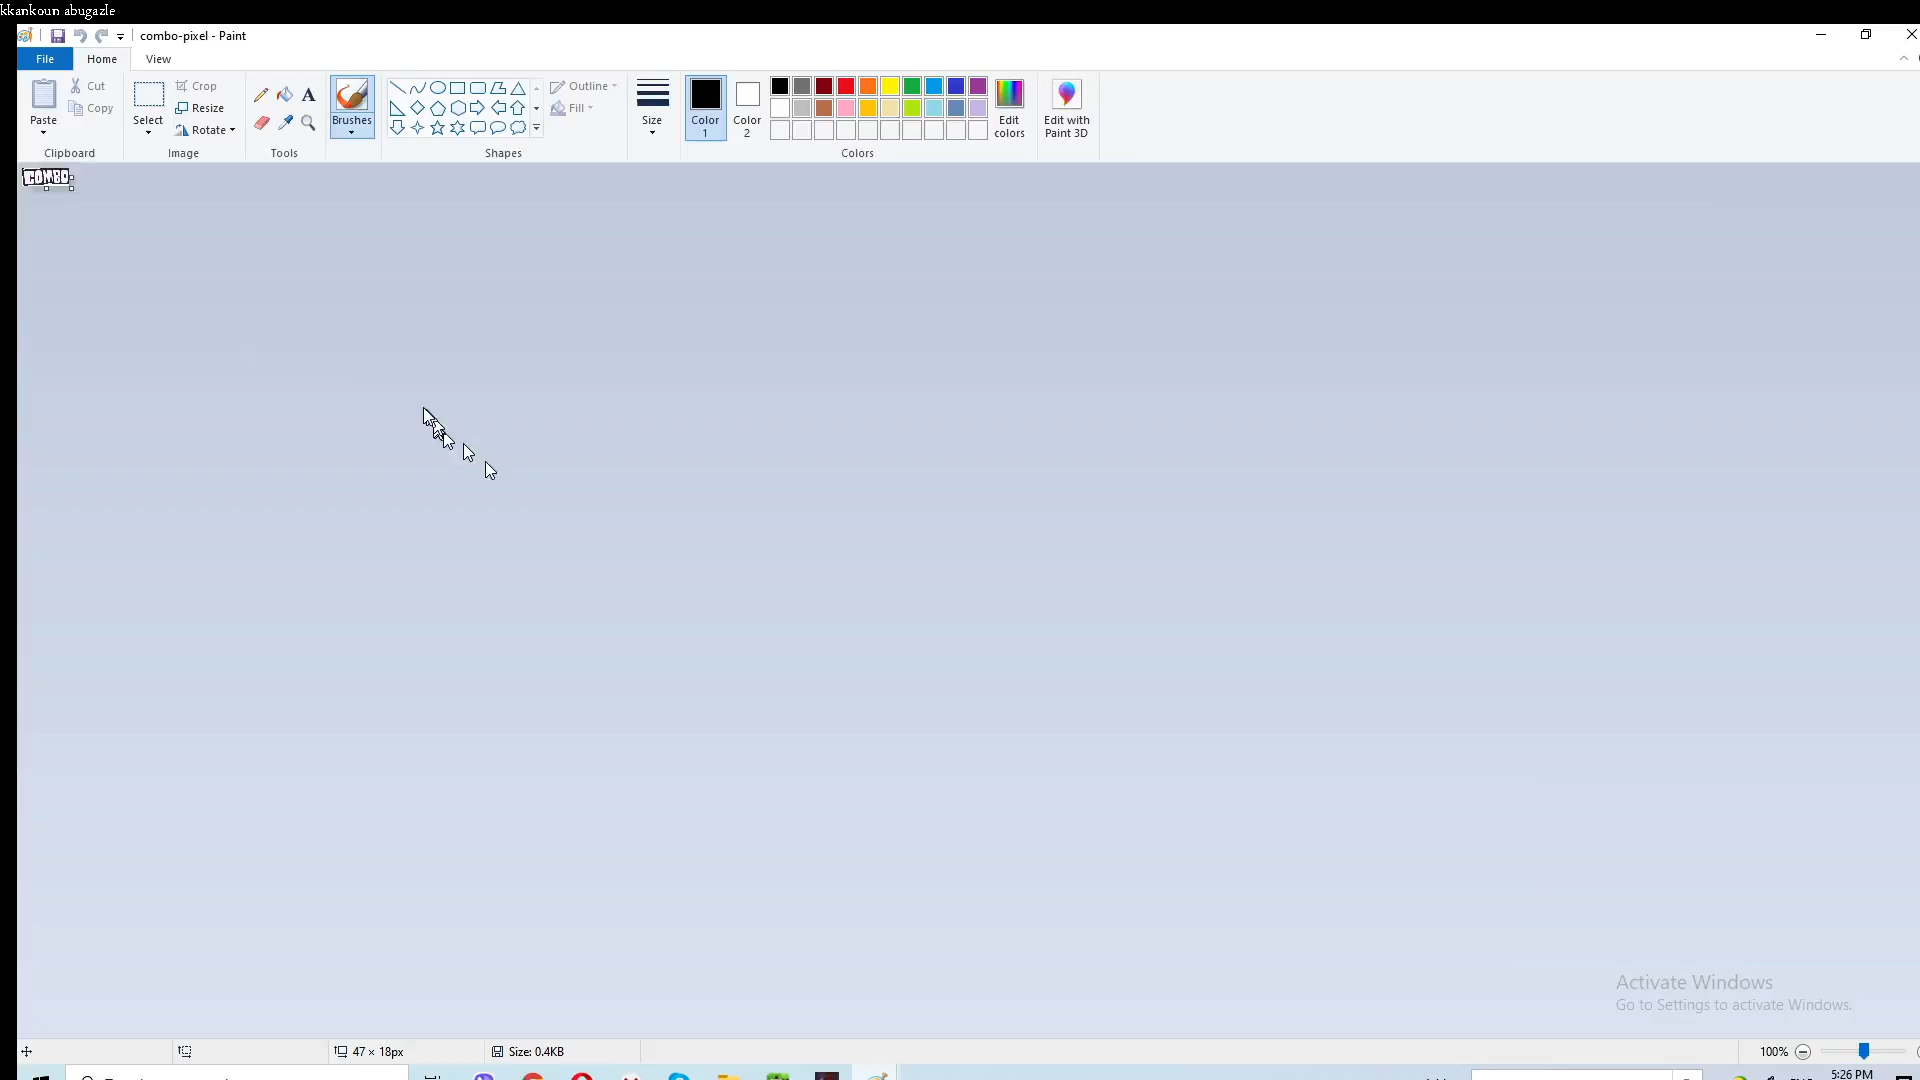 kkankoun abugazle
combo-pixel - Paint
File Home View
Paste
Cut
Copy
Clipboard
Select
Crop
Resize
Rotate
Image
A
Tools
Brushes
Outline
Fill
Shapes
Size
Color 1
Color 2
Edit colors
Colors
Edit with Paint 3D
COMBO
Activate Windows
Go to Settings to activate Windows.
47 × 18px
Size: 0.4KB
100%
5:26 PM